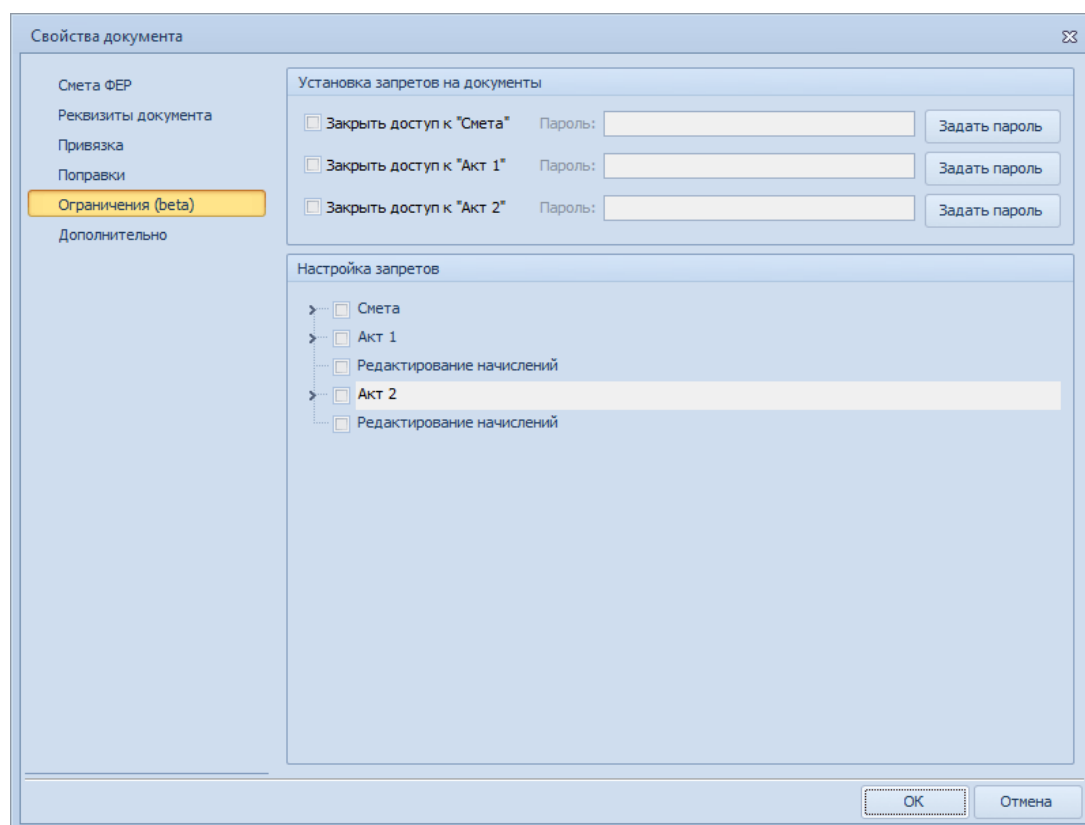 Свойства документа
Смета ФЕР
Реквизиты документа
Привязка
Поправки
Ограничения (beta)
Дополнительно
Установка запретов на документы
Закрыть доступ к "Смета" Пароль: Задать пароль
Закрыть доступ к "Акт 1" Пароль: Задать пароль
Закрыть доступ к "Акт 2" Пароль: Задать пароль
Настройка запретов
Смета
Акт 1
Редактирование начислений
Акт 2
Редактирование начислений
OK Отмена